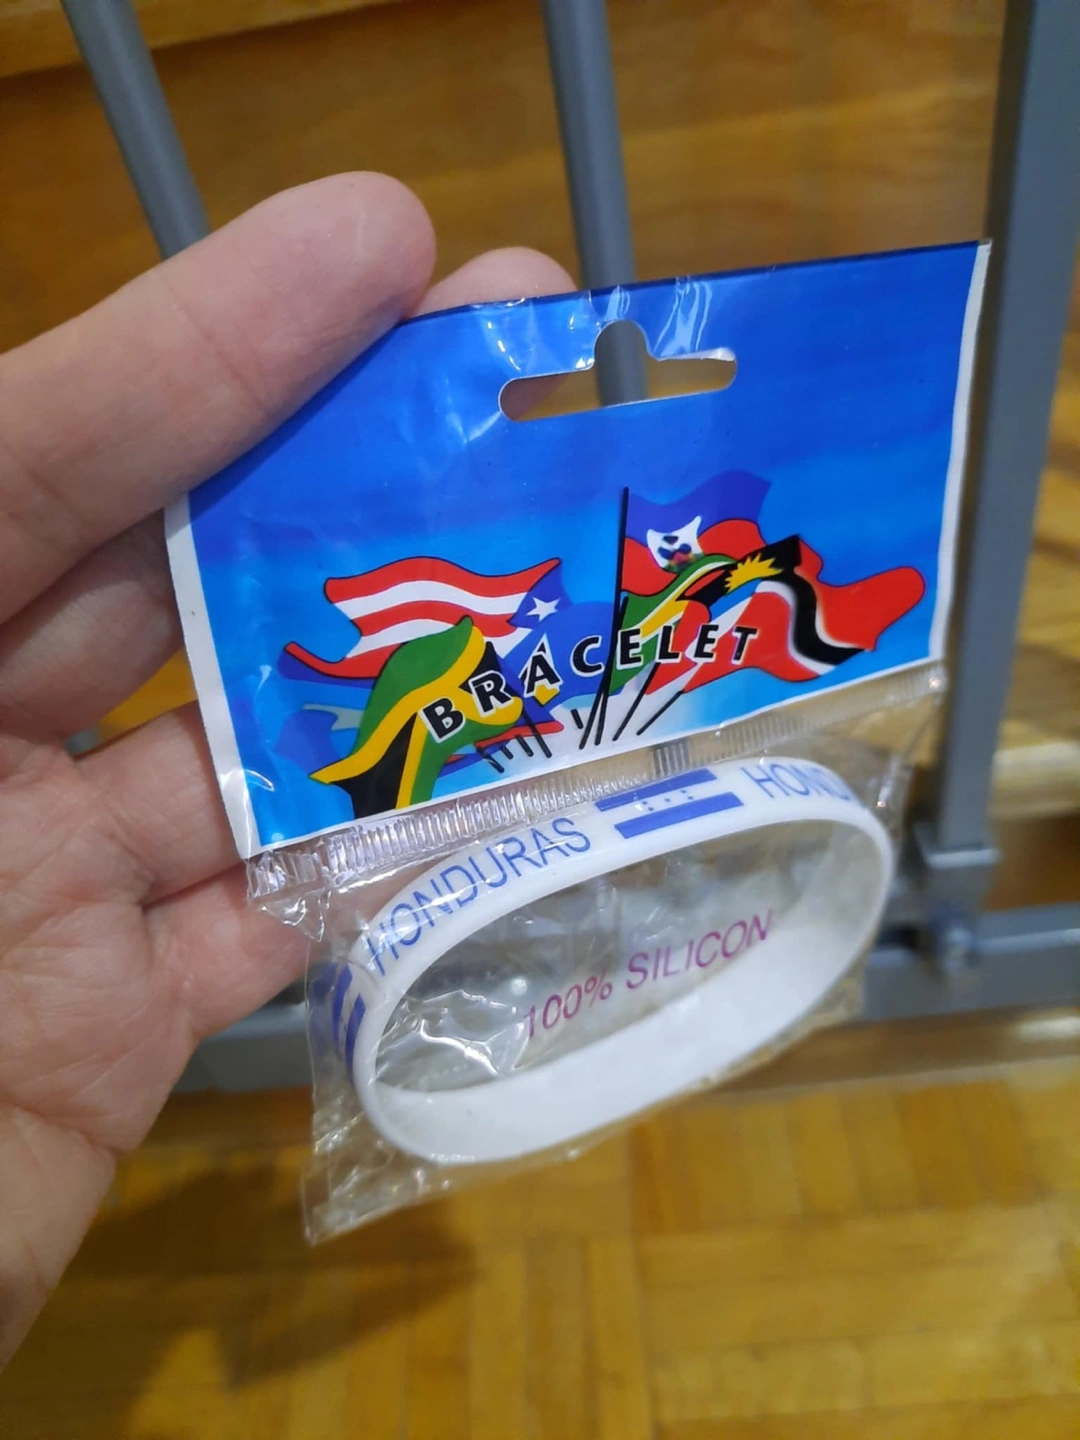 BRACELET
HONDURAS
HOND
100% SILICON